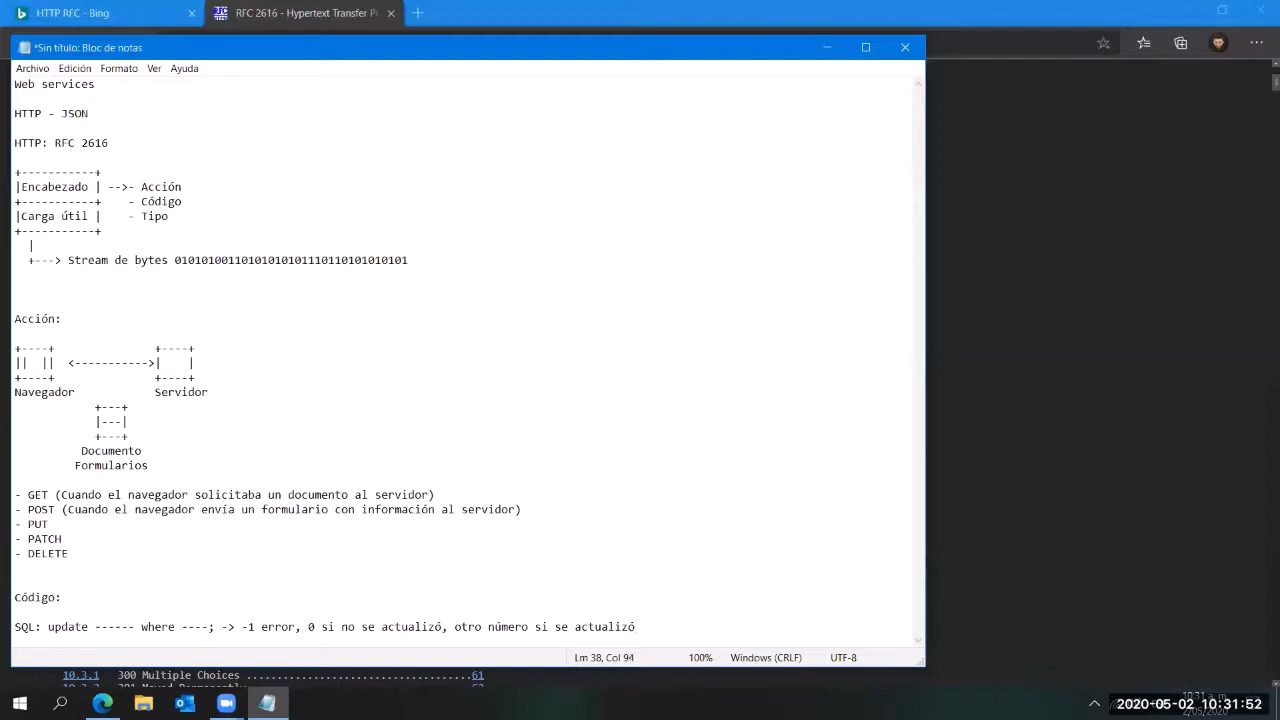 HTTP RFC - Bing
RFC 2616 - Hypertext Transfer P
*Sin título: Bloc de notas
Archivo Edición Formato Ver Ayuda
Web services
HTTP - JSON
HTTP: RFC 2616
+-----------+
|Encabezado | -->- Acción
+-----------+    - Código
|Carga útil |    - Tipo
+-----------+
|
+---> Stream de bytes 01010100110101010101110110101010101
Acción:
+----+               +----+
||  || <----------->|    |
+----+               +----+
Navegador            Servidor
+---+
|---|
+---+
Documento
Formularios
- GET (Cuando el navegador solicitaba un documento al servidor)
- POST (Cuando el navegador envía un formulario con información al servidor)
- PUT
- PATCH
- DELETE
Código:
SQL: update ------ where ----; -> -1 error, 0 si no se actualizó, otro número si se actualizó
Lm 38, Col 94 100% Windows (CRLF) UTF-8
10.3.1 300 Multiple Choices ....................................61
2020-05-02 10:31:52